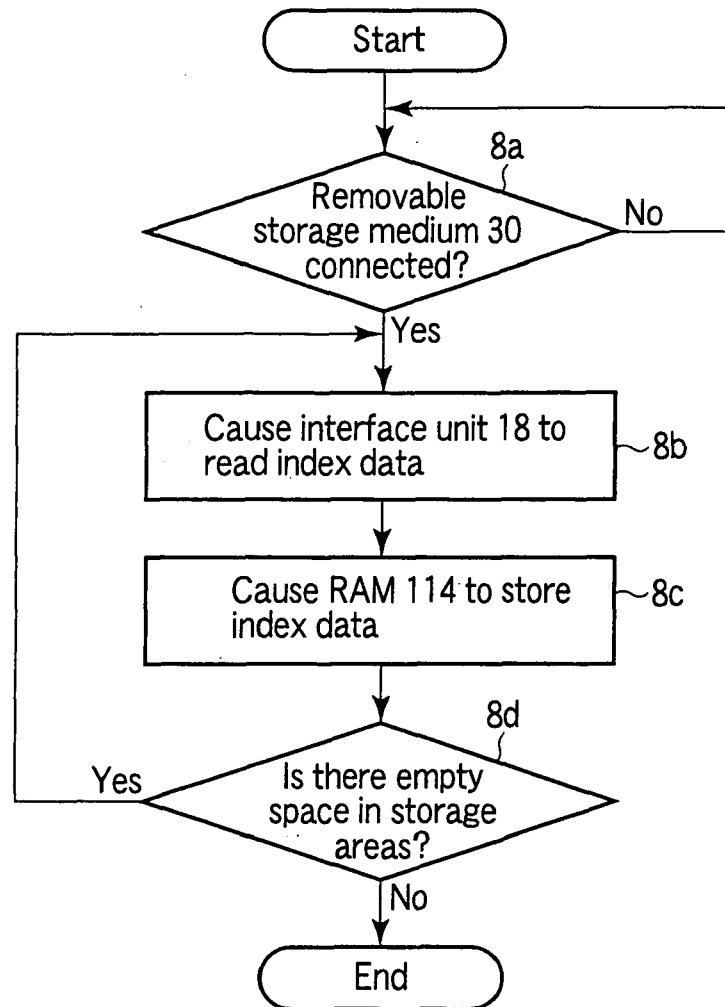 Start
8a
Removable
storage medium 30
connected?
No
Yes
Cause interface unit 18 to
read index data
8b
Cause RAM 114 to store
index data
8c
8d
Yes
Is there empty
space in storage
areas?
No
End